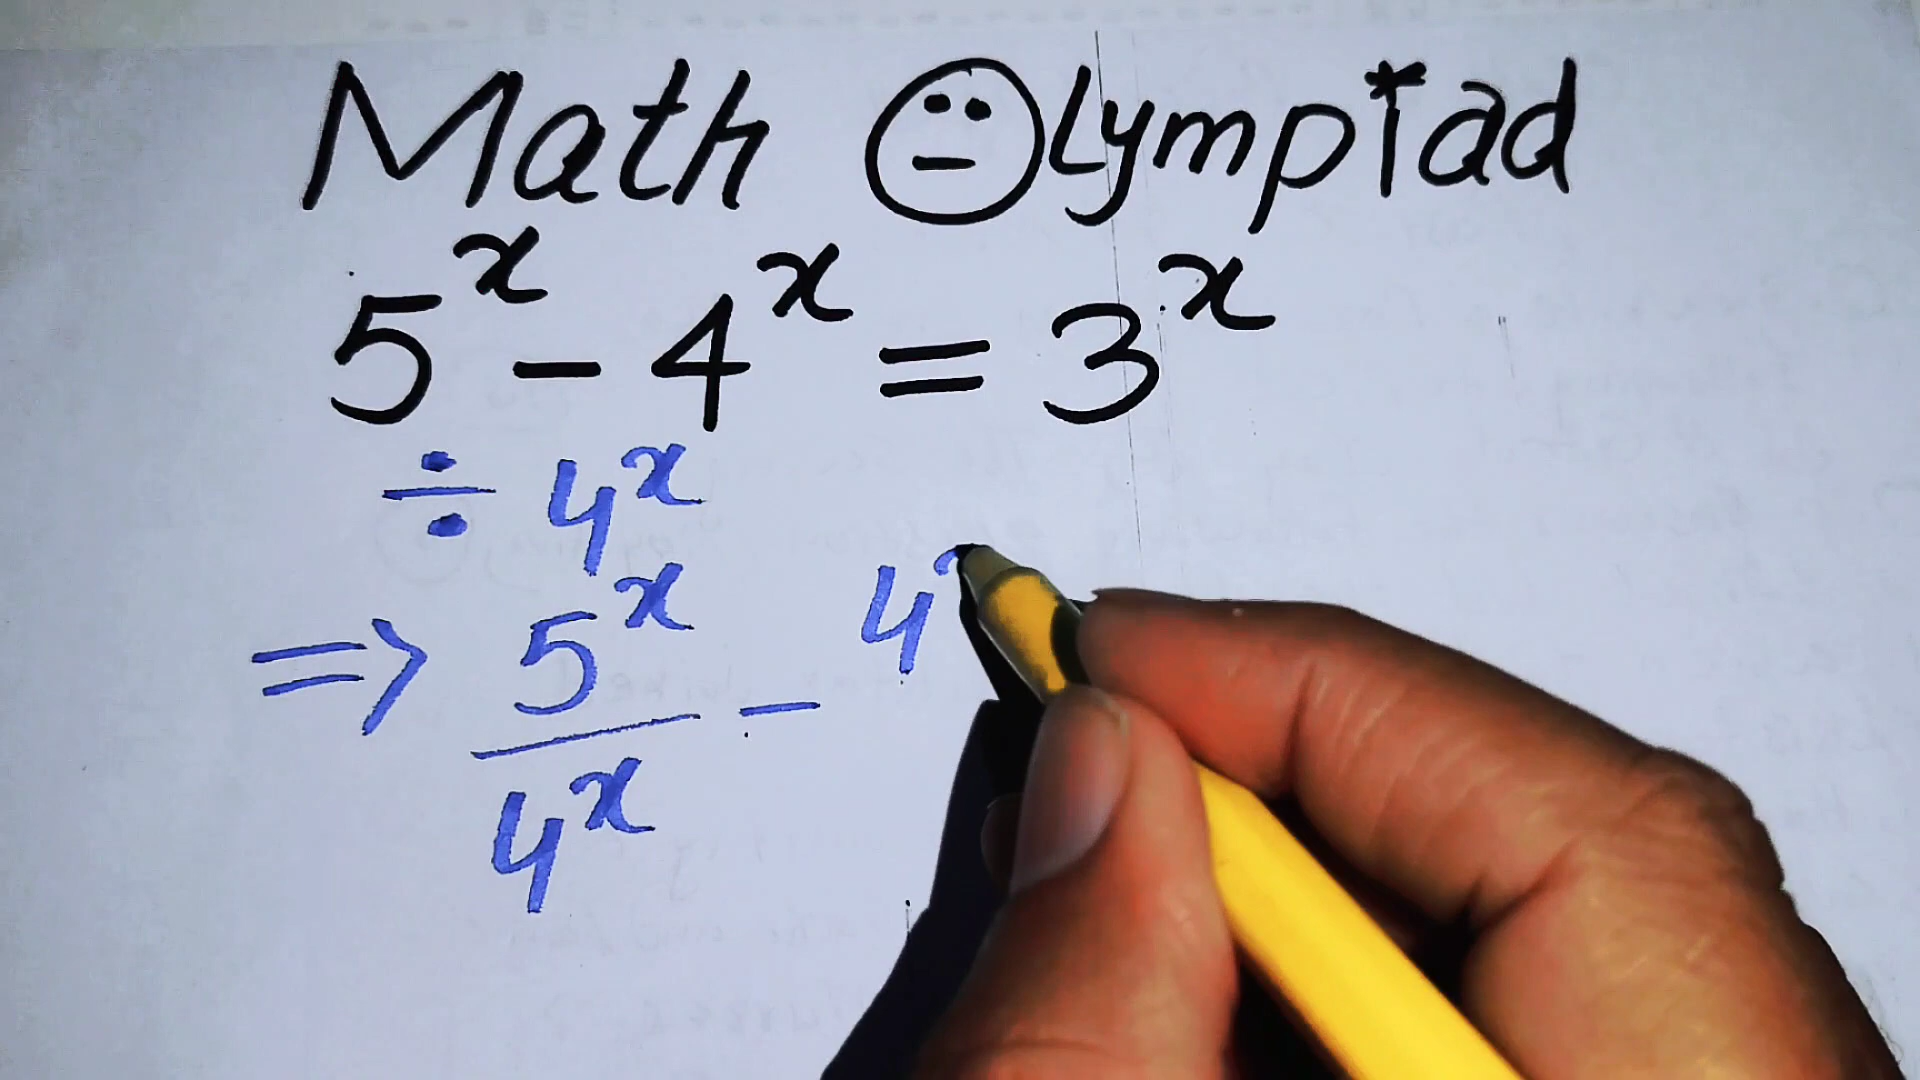 Math Olympiad
5^x - 4^x = 3^x
÷ 4^x
=> 5^x/4^x - 4